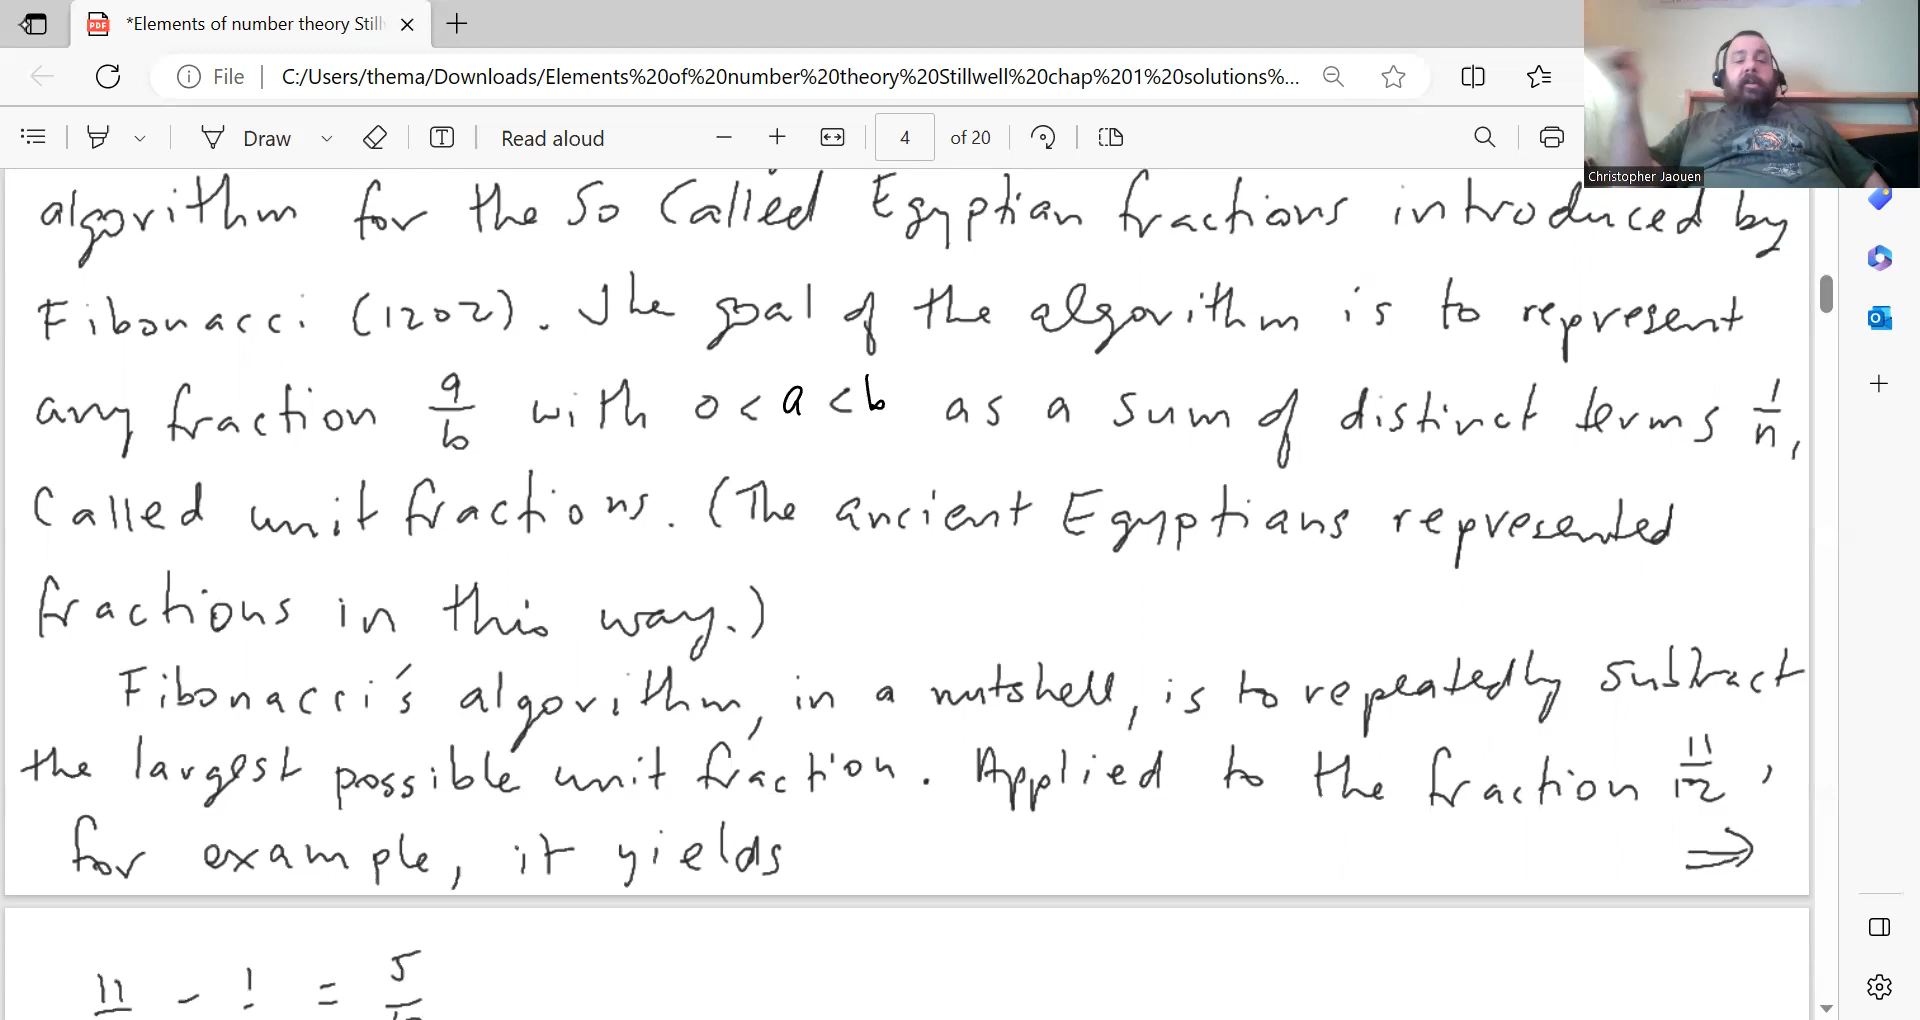 *Elements of number theory Still
File
C:/Users/thema/Downloads/Elements%20of%20number%20theory%20Stillwell%20chap%201%20solutions%...
Draw
Read aloud
4
of 20
Christopher Jaouen
algorithm for the so called Egyptian fractions introduced by
Fibonacci (1202). The goal of the algorithm is to represent
any fraction a/b with 0 < a < b as a sum of distinct terms 1/n,
called unit fractions. (The ancient Egyptians represented
fractions in this way.)
Fibonacci's algorithm, in a nutshell, is to repeatedly subtract
the largest possible unit fraction. Applied to the fraction 11/12,
for example, it yields ⇒
11 - 1 = 5